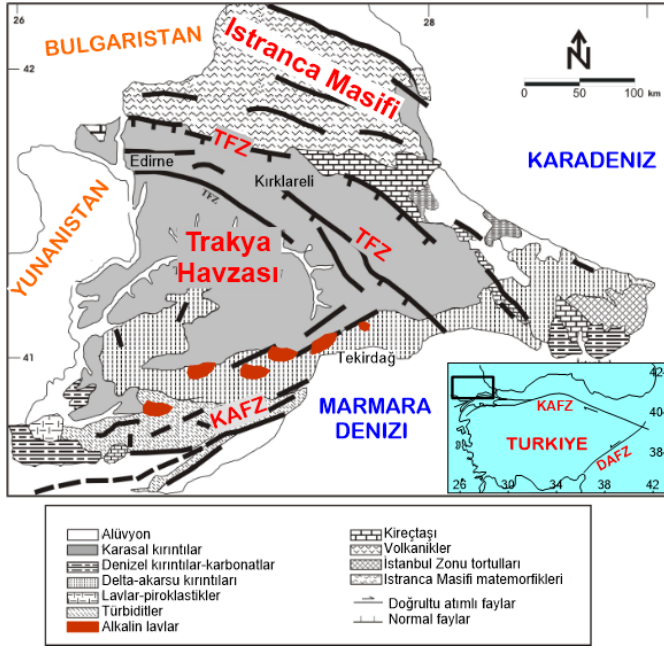 26
28
BULGARISTAN
Istranca Masifi
N
42
0 50 100 km
TFZ
KARADENIZ
Edirne
Kırklareli
TFZ
YUNANISTAN
TFZ
Trakya
Havzası
41
Tekirdağ
KAFZ
MARMARA
DENIZI
42
KAFZ
40
TURKIYE
38
DAFZ
26 30 34 38 42
Alüvyon
Karasal kırıntılar
Denizel kırıntılar-karbonatlar
Delta-akarsu kırıntıları
Lavlar-piroklastikler
Türbiditler
Alkalin lavlar
Kireçtaşı
Volkanikler
İstanbul Zonu tortulları
Istranca Masifi matemorfikleri
Doğrultu atımlı faylar
Normal faylar